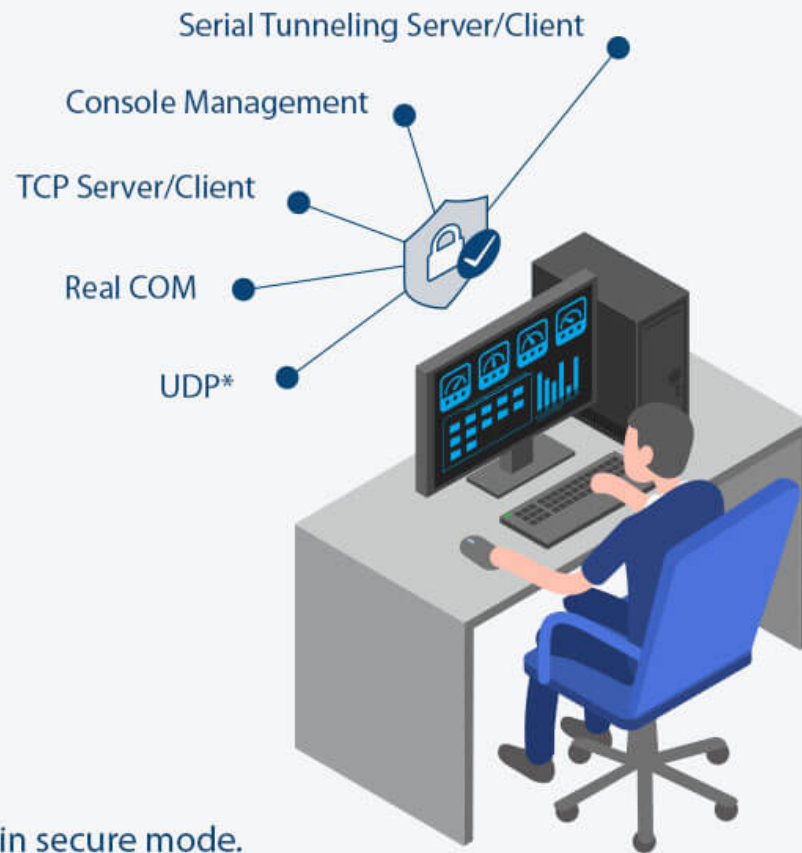 Serial Tunneling Server/Client
Console Management
TCP Server/Client
Real COM
UDP*
in secure mode.